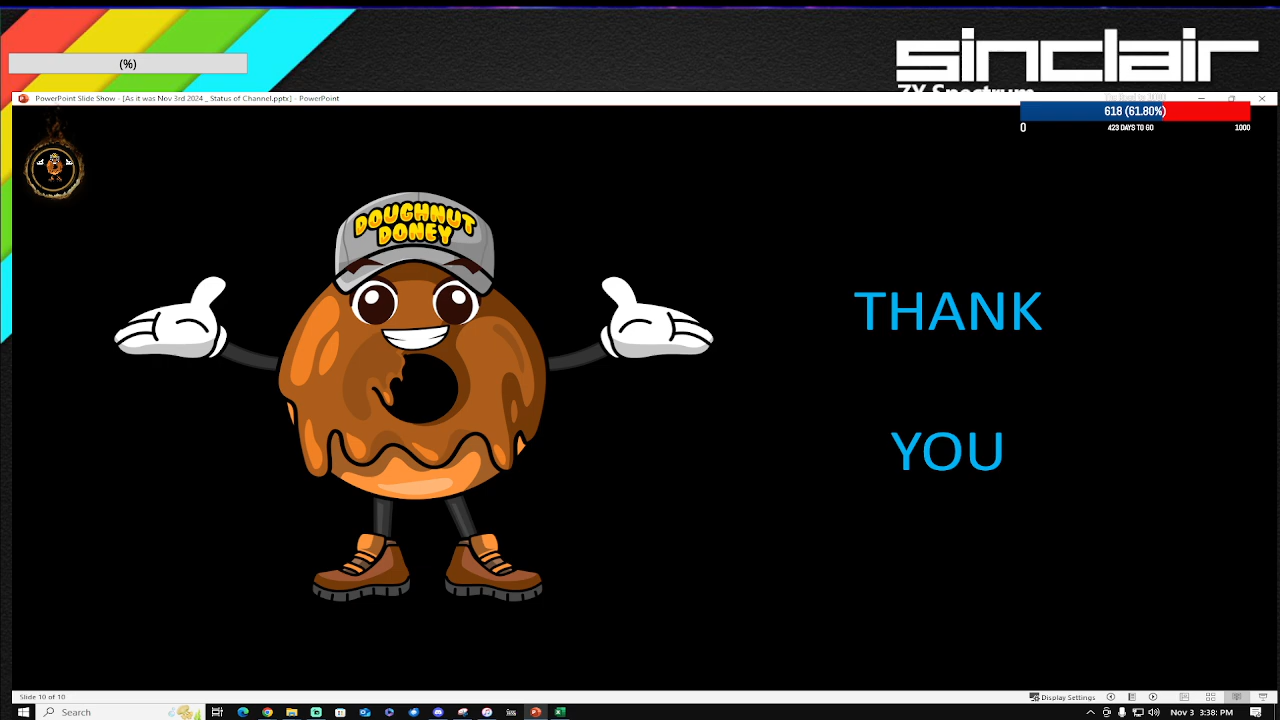 sinclair
ZX Spectrum
(%)
PowerPoint Slide Show - [As it was Nov 3rd 2024 _ Status of Channel.pptx] - PowerPoint
618 (61.80%)
0
423 DAYS TO GO
1000
DOUGHNUT
DONEY
THANK
YOU
Slide 10 of 10
Display Settings
Search
Nov 3 3:38: PM